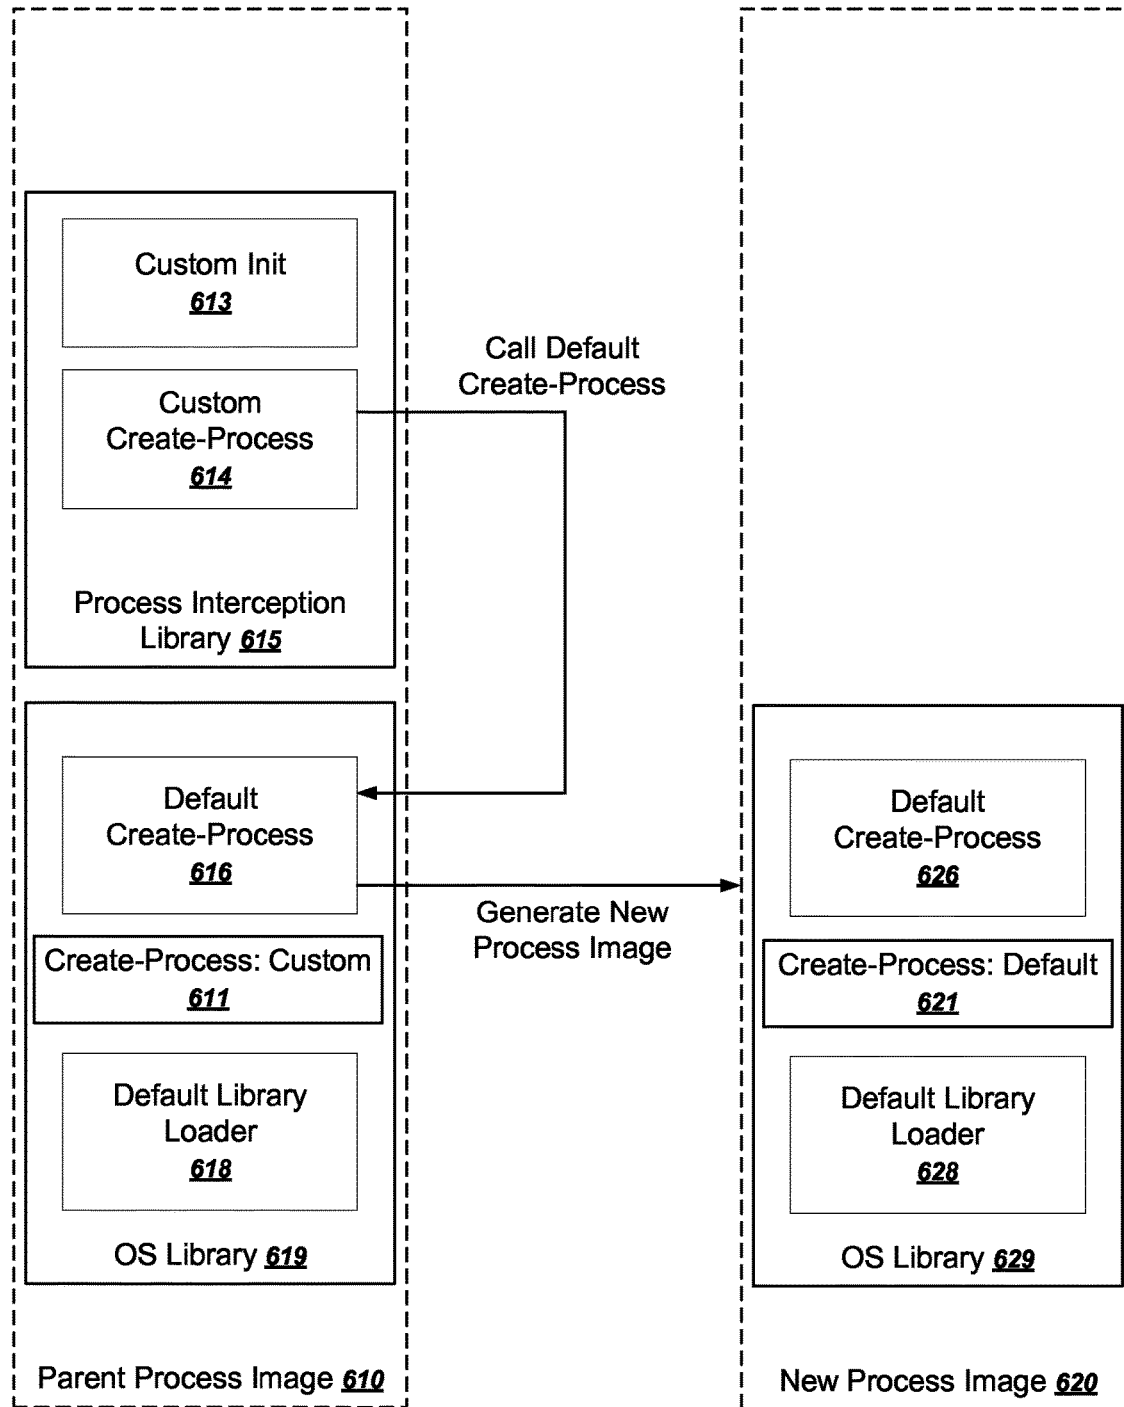 Custom Init
613
Custom
Create-Process
614
Process Interception
Library 615
Call Default
Create-Process
Default
Create-Process
616
Generate New
Process Image
Create-Process: Custom
611
Default Library
Loader
618
OS Library 619
Parent Process Image 610
Default
Create-Process
626
Create-Process: Default
621
Default Library
Loader
628
OS Library 629
New Process Image 620